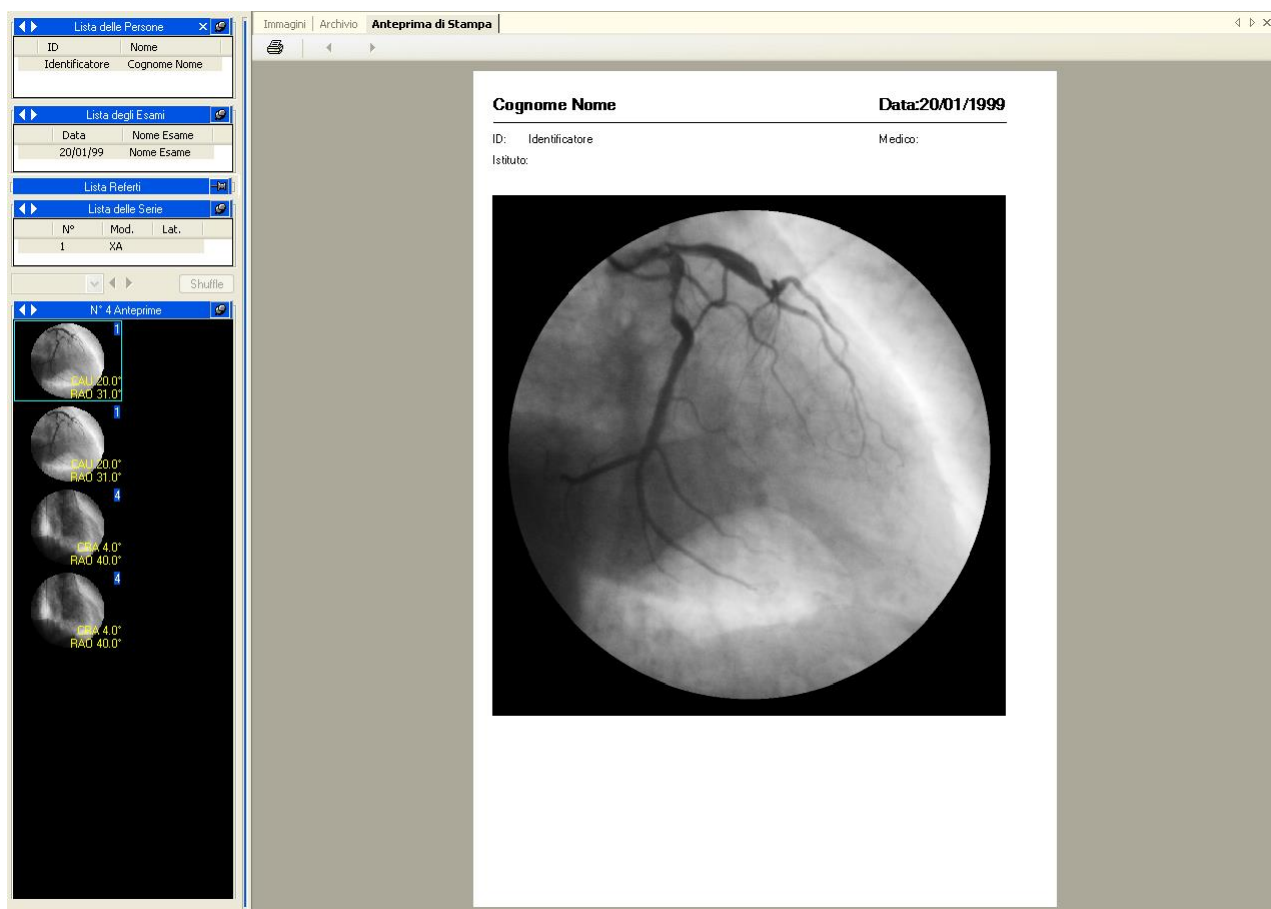 Lista delle Persone
ID Nome
Identificatore Cognome Nome
Lista degli Esami
Data Nome Esame
20/01/99 Nome Esame
Lista Referti
Lista delle Serie
N° Mod. Lat.
1 XA
Shuffle
N° 4 Anteprime
1
CAU 20.0°
RAO 31.0°
1
CAU 20.0°
RAO 31.0°
4
CRA 4.0°
RAO 40.0°
4
CRA 4.0°
RAO 40.0°
Immagini Archivio Anteprima di Stampa
Cognome Nome Data:20/01/1999
ID: Identificatore Medico:
Istituto: